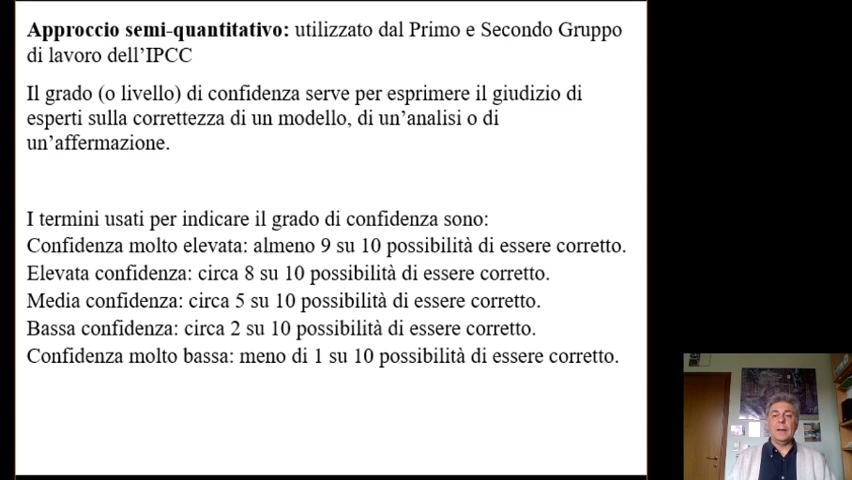 Approccio semi-quantitativo: utilizzato dal Primo e Secondo Gruppo
di lavoro dell’IPCC
Il grado (o livello) di confidenza serve per esprimere il giudizio di
esperti sulla correttezza di un modello, di un’analisi o di
un’affermazione.
I termini usati per indicare il grado di confidenza sono:
Confidenza molto elevata: almeno 9 su 10 possibilità di essere corretto.
Elevata confidenza: circa 8 su 10 possibilità di essere corretto.
Media confidenza: circa 5 su 10 possibilità di essere corretto.
Bassa confidenza: circa 2 su 10 possibilità di essere corretto.
Confidenza molto bassa: meno di 1 su 10 possibilità di essere corretto.